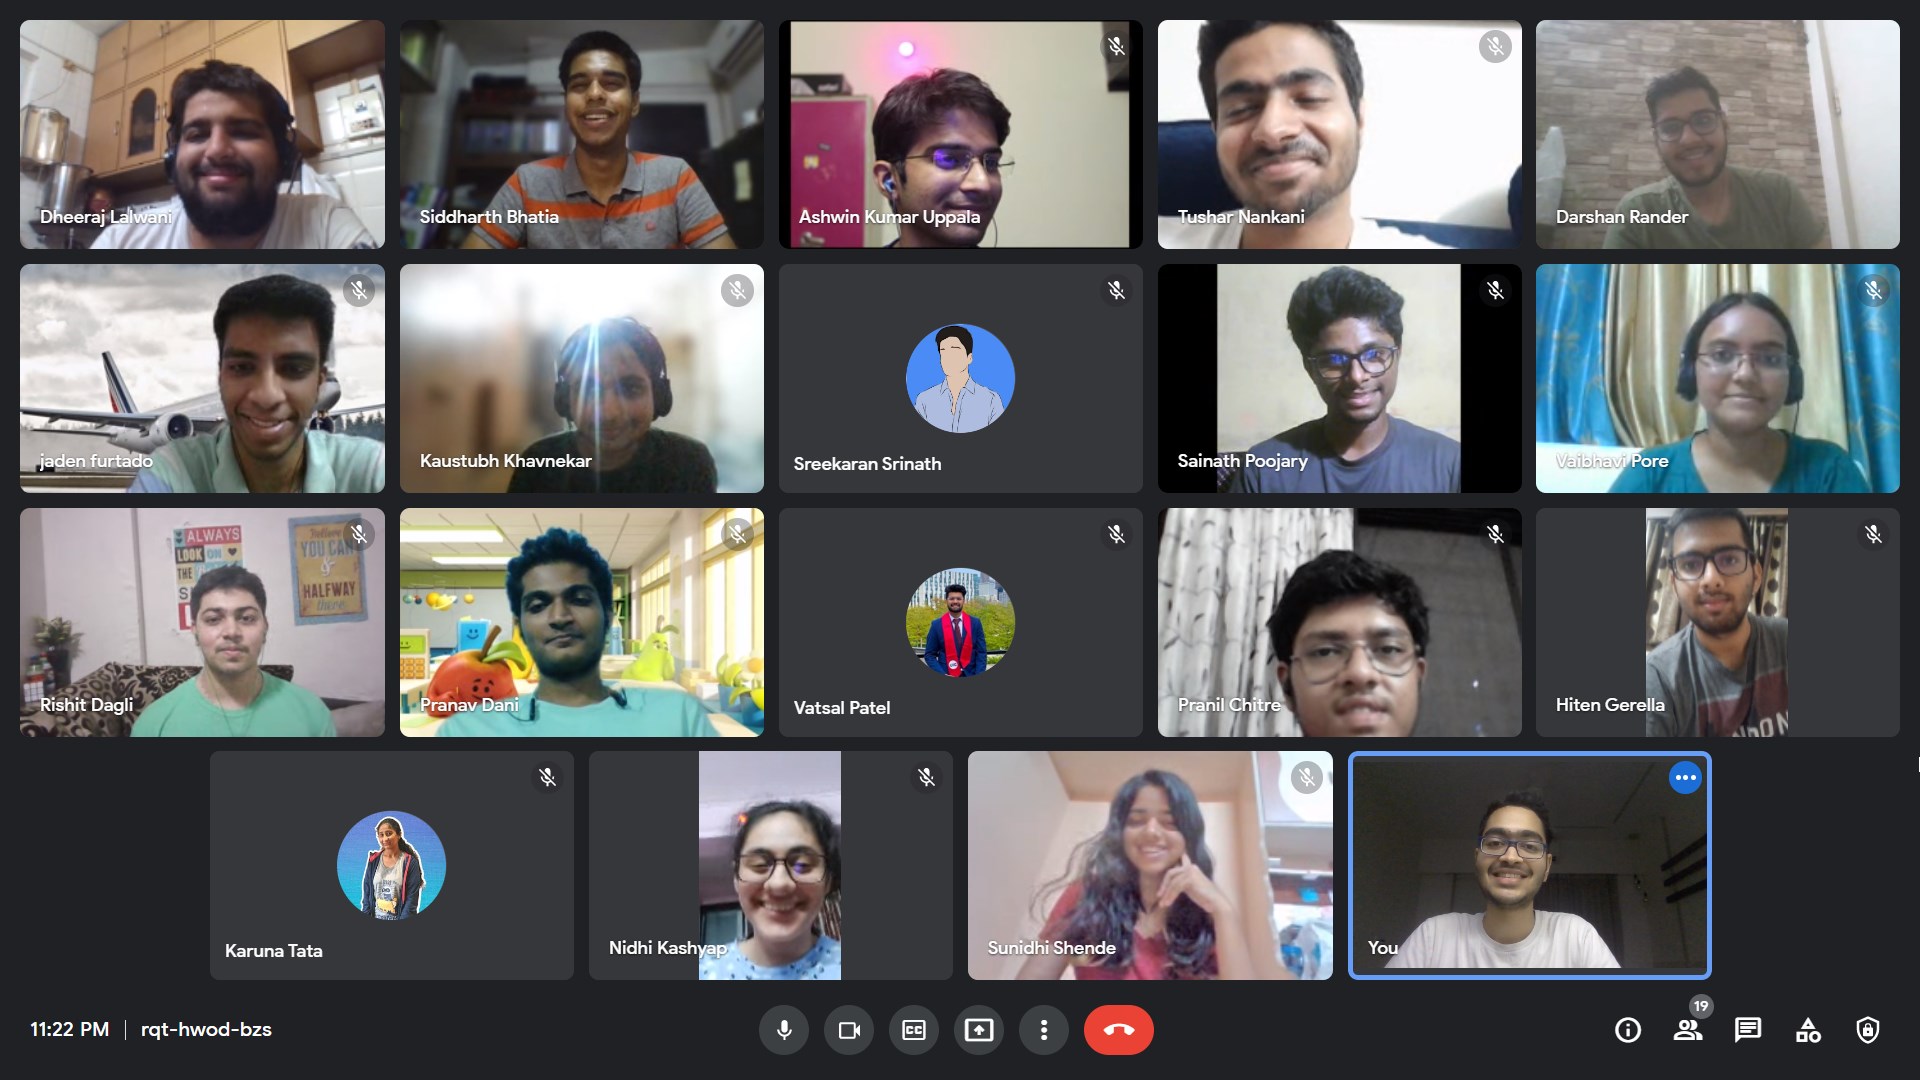 Dheeraj Lalwani
Siddharth Bhatia
Ashwin Kumar Uppala
Tushar Nankani
Darshan Rander
jaden furtado
Kaustubh Khavnekar
Sreekaran Srinath
Sainath Poojary
Vaibhavi Pore
ALWAYS
LOOK ON
THE
S
YOU CAN
&
HALFWAY
there
Rishit Dagli
Pranav Dani
Vatsal Patel
Pranil Chitre
Hiten Gerella
Karuna Tata
Nidhi Kashyap
Sunidhi Shende
You
11:22 PM
rqt-hwod-bzs
CC
19